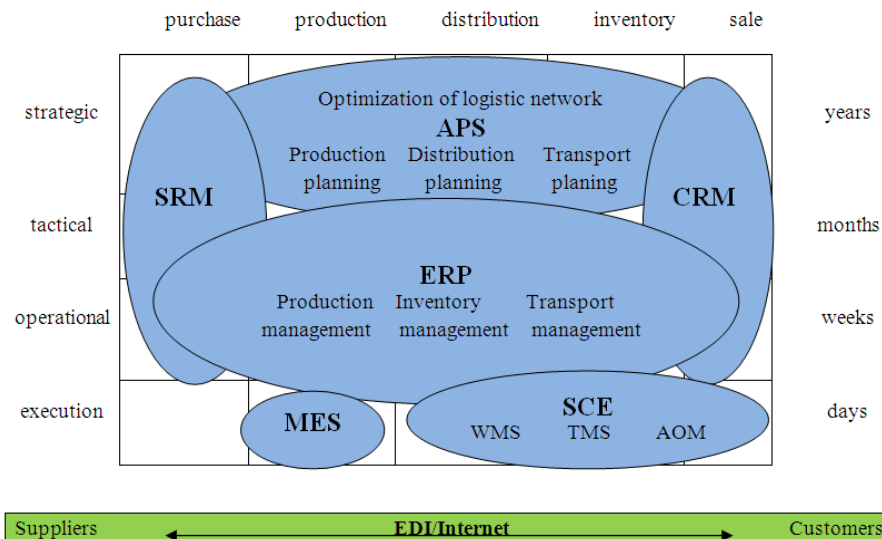 purchase production distribution inventory sale
strategic
Optimization of logistic network
years
APS
Production Distribution Transport
planning planning planing
SRM
CRM
tactical
months
ERP
Production Inventory Transport
management management management
operational
weeks
execution
MES
SCE
days
WMS TMS AOM
Suppliers EDI/Internet Customers